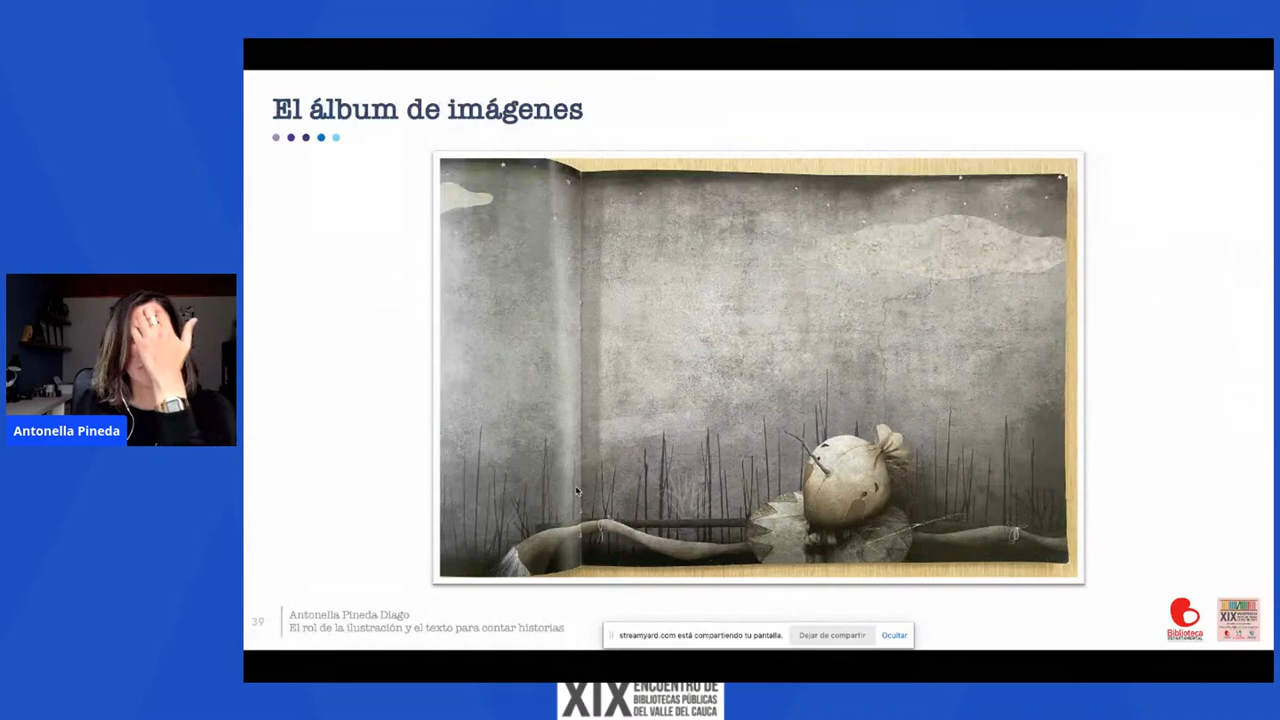 El álbum de imágenes
Antonella Pineda
39
Antonella Pineda Diago
El rol de la ilustración y el texto para contar historias
streamyard.com está compartiendo tu pantalla.
Dejar de compartir
Ocultar
Biblioteca
DEPARTAMENTAL
XIX
XIX
ENCUENTRO DE
BIBLIOTECAS PÚBLICAS
DEL VALLE DEL CAUCA